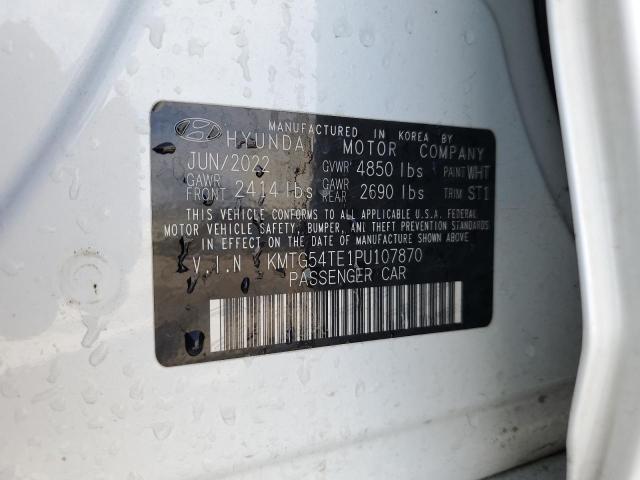 MANUFACTURED IN KOREA BY
HYUNDAI MOTOR COMPANY
JUN/2022 GVWR 4850 lbs PAINT WHT
GAWR FRONT 2414 lbs GAWR REAR 2690 lbs TRIM ST1
THIS VEHICLE CONFORMS TO ALL APPLICABLE U.S.A. FEDERAL
MOTOR VEHICLE SAFETY, BUMPER, AND THEFT PREVENTION STANDARDS
IN EFFECT ON THE DATE OF MANUFACTURE SHOWN ABOVE.
V.I.N KMTG54TE1PU107870
PASSENGER CAR